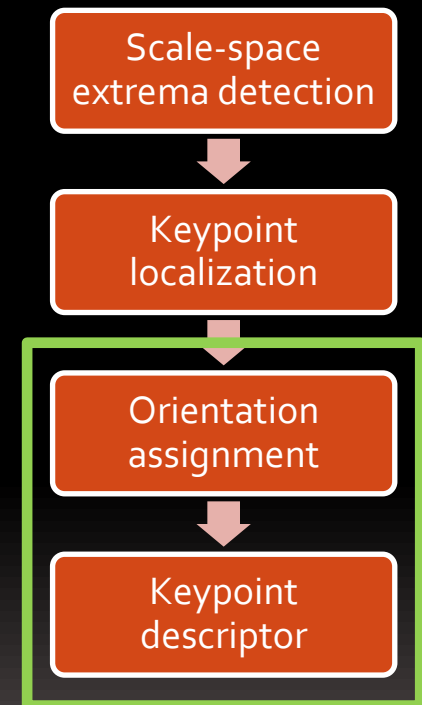 Scale-space
extrema detection
Keypoint
localization
Orientation
assignment
Keypoint
descriptor